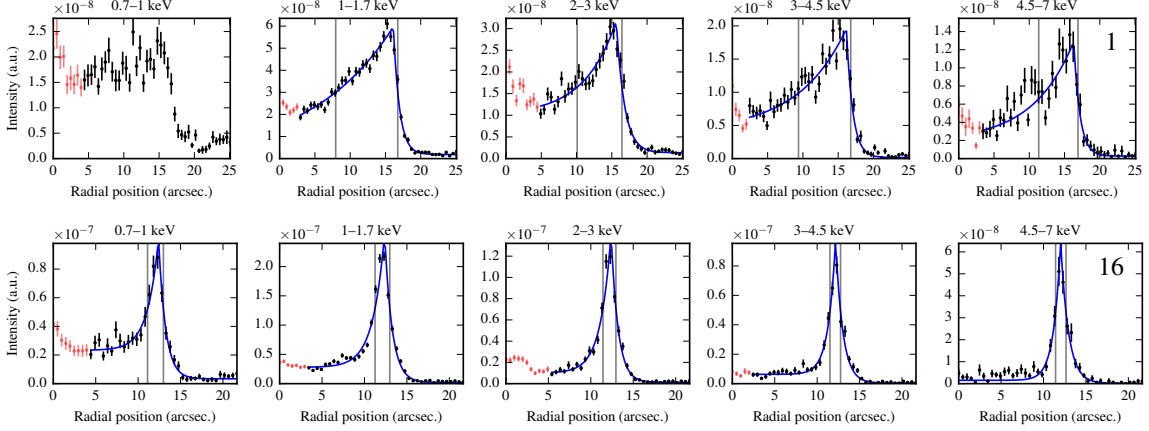 0.7–1 keV 1–1.7 keV 2–3 keV 3–4.5 keV 4.5–7 keV
×10⁻⁸ ×10⁻⁸ ×10⁻⁸ ×10⁻⁸ ×10⁻⁸
2.5 8 3.0 2.0 1.4
2.0 6 2.5 1.5 1.2
1.5 4 2.0 1.0 1.0
1.0 2 1.5 0.5 0.8
0.5 0 1.0 0.0 0.6
0.0 0.5 0.4
0.0 0.2
0.0
1
Intensity (a.u.)
0 5 10 15 20 25 0 5 10 15 20 25 0 5 10 15 20 25 0 5 10 15 20 25 0 5 10 15 20 25
Radial position (arcsec.) Radial position (arcsec.) Radial position (arcsec.) Radial position (arcsec.) Radial position (arcsec.)
0.7–1 keV 1–1.7 keV 2–3 keV 3–4.5 keV 4.5–7 keV
×10⁻⁷ ×10⁻⁷ ×10⁻⁷ ×10⁻⁷ ×10⁻⁸
0.8 2.0 1.2 0.8 6
0.6 1.5 1.0 0.6 5
0.4 1.0 0.8 0.4 4
0.2 0.5 0.6 0.2 3
0.0 0.0 0.4 0.0 2
0.2 1
0.0 0
16
Intensity (a.u.)
0 5 10 15 20 0 5 10 15 20 0 5 10 15 20 0 5 10 15 20 0 5 10 15 20
Radial position (arcsec.) Radial position (arcsec.) Radial position (arcsec.) Radial position (arcsec.) Radial position (arcsec.)